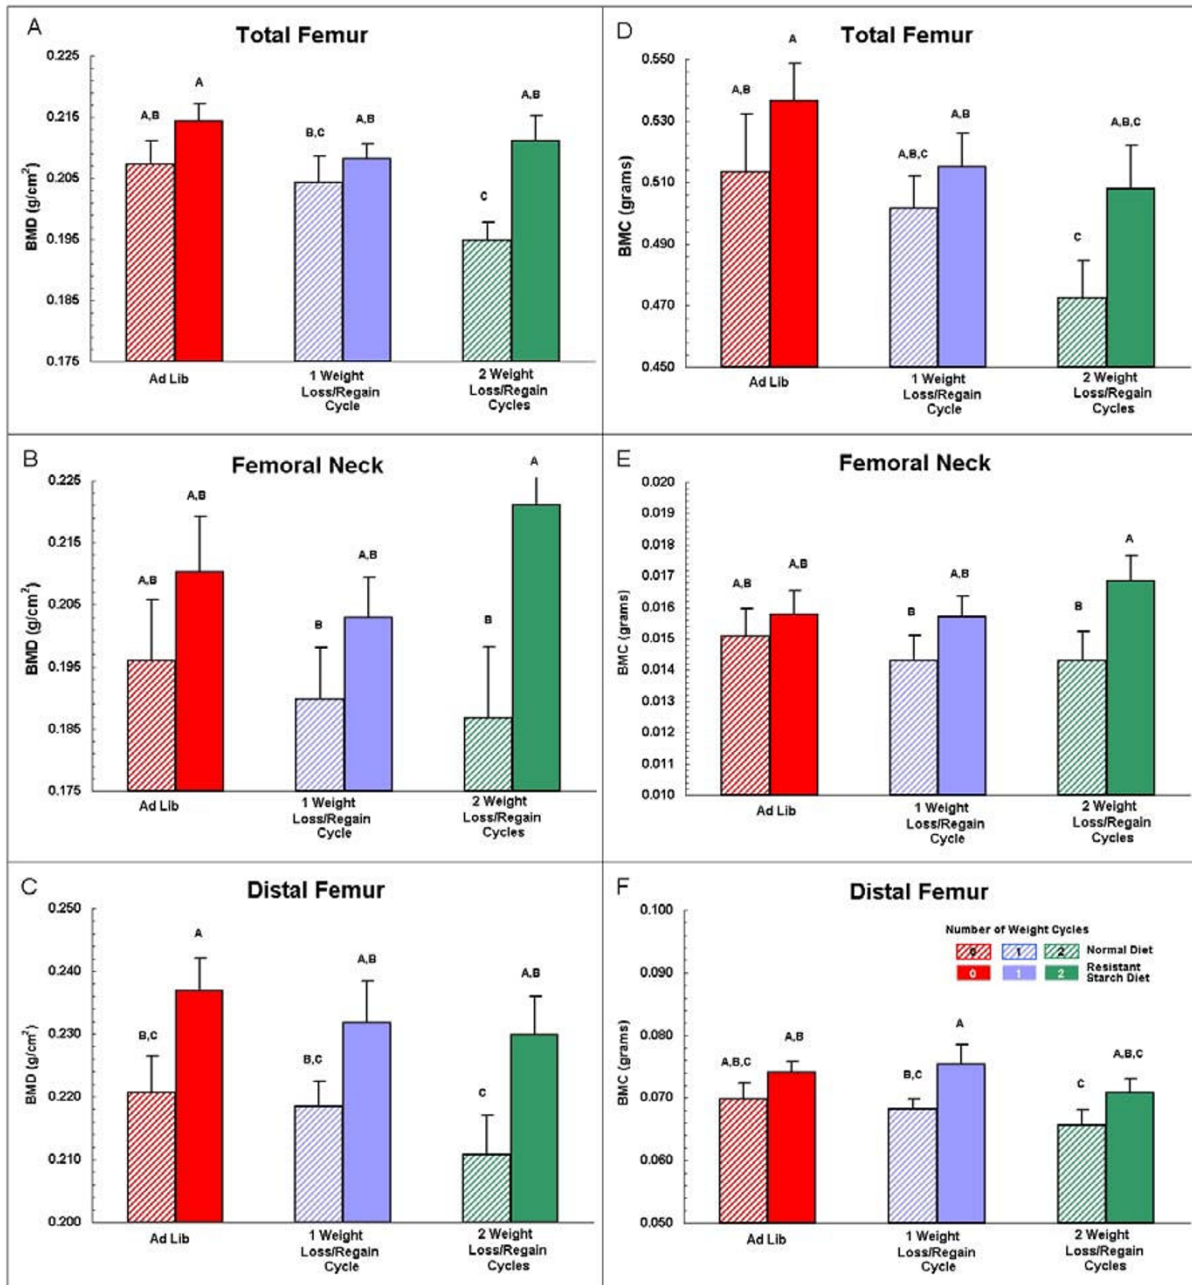 A
Total Femur
BMD (g/cm²)
0.225
0.215
0.205
0.195
0.185
0.175
A,B
A
B,C
A,B
C
A,B
Ad Lib
1 Weight
Loss/Regain
Cycle
2 Weight
Loss/Regain
Cycles
D
Total Femur
BMC (grams)
0.550
0.530
0.510
0.490
0.470
0.450
A,B
A
A,B,C
A,B
C
A,B,C
Ad Lib
1 Weight
Loss/Regain
Cycle
2 Weight
Loss/Regain
Cycles
B
Femoral Neck
BMD (g/cm²)
0.225
0.215
0.205
0.195
0.185
0.175
A,B
A,B
B
A,B
B
A
Ad Lib
1 Weight
Loss/Regain
Cycle
2 Weight
Loss/Regain
Cycles
E
Femoral Neck
BMC (grams)
0.020
0.019
0.018
0.017
0.016
0.015
0.014
0.013
0.012
0.011
0.010
A,B
A,B
B
A,B
B
A
Ad Lib
1 Weight
Loss/Regain
Cycle
2 Weight
Loss/Regain
Cycles
C
Distal Femur
BMD (g/cm²)
0.250
0.240
0.230
0.220
0.210
0.200
B,C
A
B,C
A,B
C
A,B
Ad Lib
1 Weight
Loss/Regain
Cycle
2 Weight
Loss/Regain
Cycles
F
Distal Femur
BMC (grams)
0.100
0.090
0.080
0.070
0.060
0.050
Number of Weight Cycles
0 1 2 Normal Diet
0 1 2 Resistant
Starch Diet
A,B,C
A,B
B,C
A
C
A,B,C
Ad Lib
1 Weight
Loss/Regain
Cycle
2 Weight
Loss/Regain
Cycles